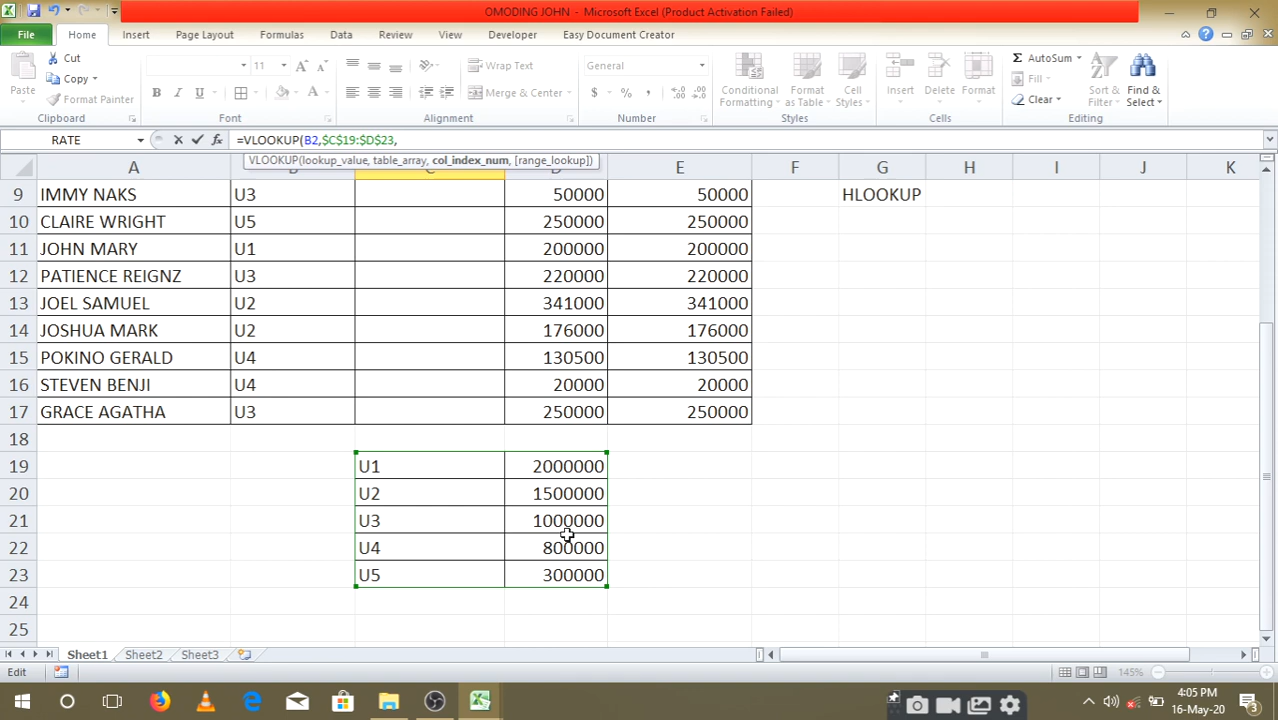 OMODING JOHN - Microsoft Excel (Product Activation Failed)
File Home Insert Page Layout Formulas Data Review View Developer Easy Document Creator
Paste Cut Copy Format Painter Clipboard
11 A A B I U A Font
Wrap Text Merge & Center Alignment
General $ % , Number
Conditional Formatting Format as Table Cell Styles Styles
Insert Delete Format Cells
Σ AutoSum Fill Clear Sort & Filter Find & Select Editing
RATE fx =VLOOKUP(B2,$C$19:$D$23,
VLOOKUP(lookup_value, table_array, col_index_num, [range_lookup])
A E F G H I J K
9 IMMY NAKS U3 50000 50000 HLOOKUP
10 CLAIRE WRIGHT U5 250000 250000
11 JOHN MARY U1 200000 200000
12 PATIENCE REIGNZ U3 220000 220000
13 JOEL SAMUEL U2 341000 341000
14 JOSHUA MARK U2 176000 176000
15 POKINO GERALD U4 130500 130500
16 STEVEN BENJI U4 20000 20000
17 GRACE AGATHA U3 250000 250000
18
19 U1 2000000
20 U2 1500000
21 U3 1000000
22 U4 800000
23 U5 300000
24
25
Sheet1 Sheet2 Sheet3
Edit 145%
4:05 PM
16-May-20 3